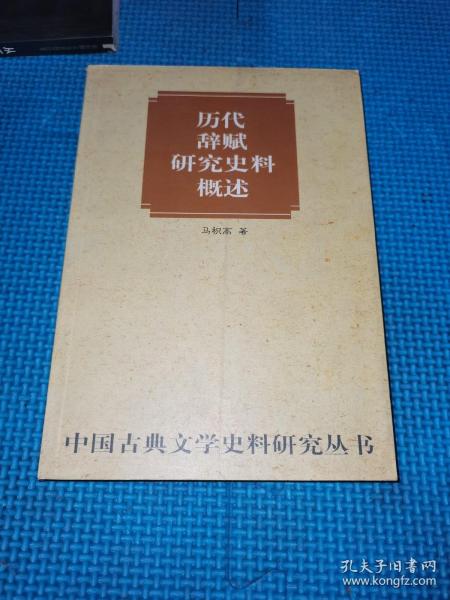 历代
辞赋
研究史料
概述
马积高 著
中国古典文学史料研究丛书
孔夫子旧书网
www.kongfz.com